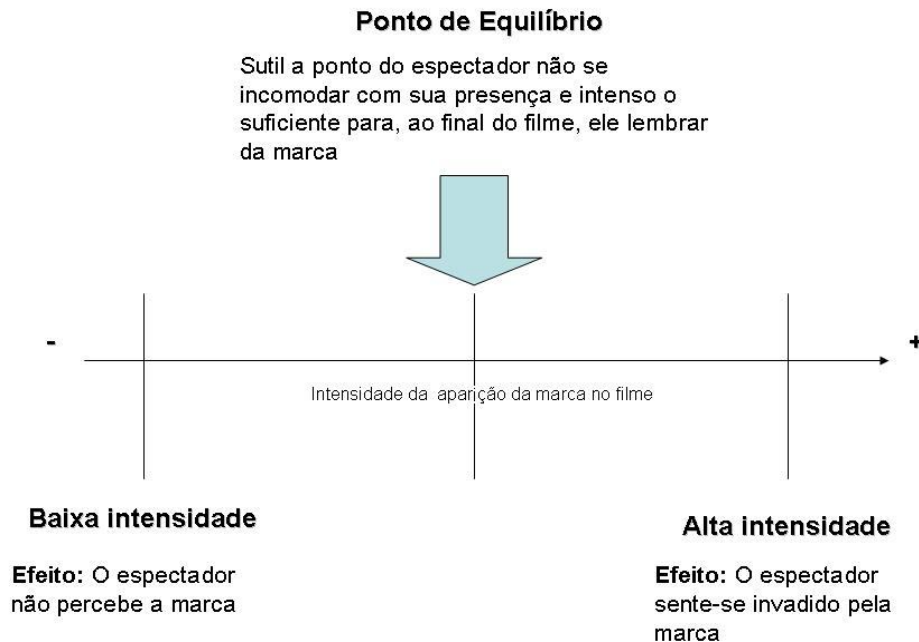 Ponto de Equilíbrio
Sutil a ponto do espectador não se
incomodar com sua presença e intenso o
suficiente para, ao final do filme, ele lembrar
da marca
-
+
Intensidade da aparição da marca no filme
Baixa intensidade
Efeito: O espectador
não percebe a marca
Alta intensidade
Efeito: O espectador
sente-se invadido pela
marca